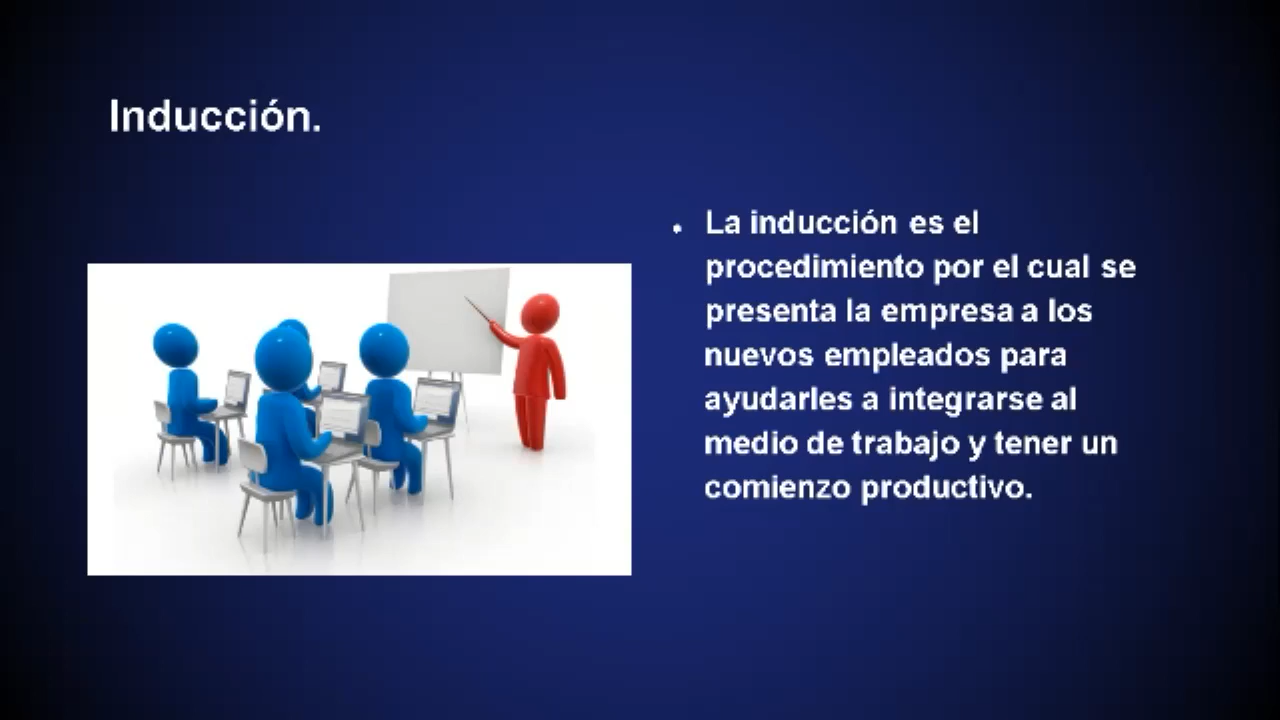 Inducción.
• La inducción es el
procedimiento por el cual se
presenta la empresa a los
nuevos empleados para
ayudarles a integrarse al
medio de trabajo y tener un
comienzo productivo.